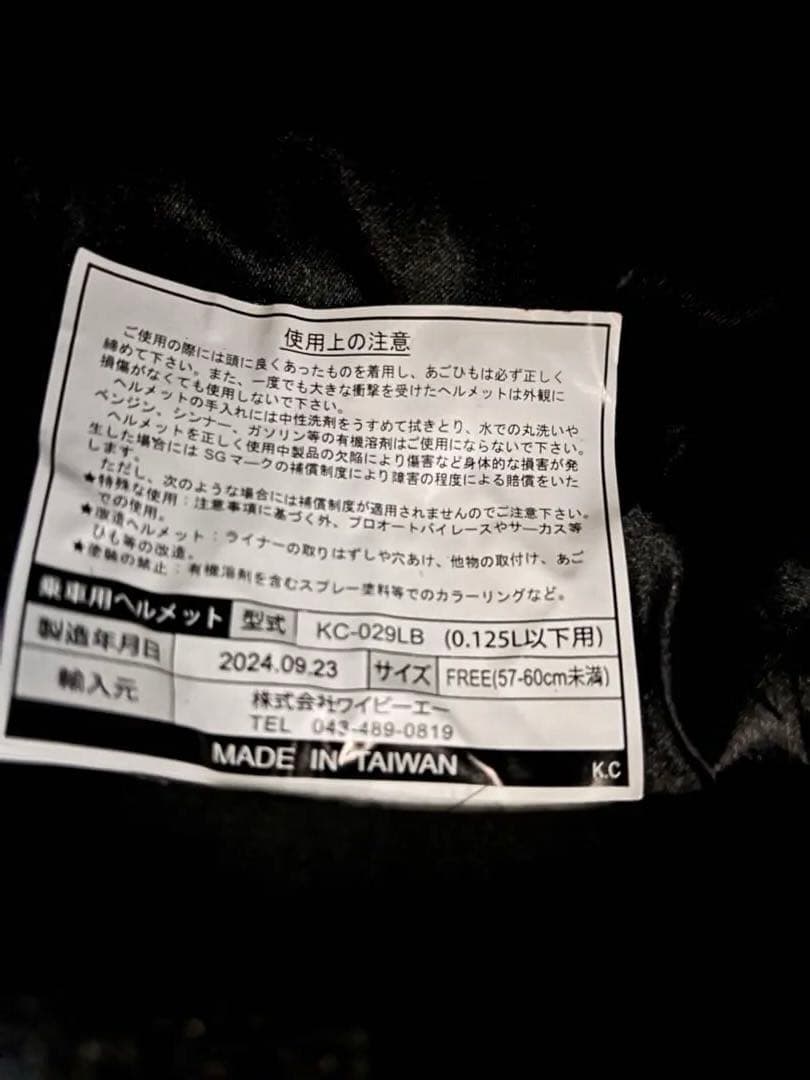 使用上の注意
ご使用の際には頭に良くあったものを着用し、あごひもは必ず正しく
締めて下さい。また、一度でも大きな衝撃を受けたヘルメットは外観に
損傷がなくても使用しないで下さい。
ヘルメットの手入れには中性洗剤をうすめて拭きとり、水での丸洗いや
ベンジン、シンナー、ガソリン等の有機溶剤はご使用にならないで下さい。
ヘルメットを正しく使用中製品の欠陥により傷害など身体的な損害が発
生した場合にはSGマークの補償制度により障害の程度による賠償をいた
します。
ただし、次のような場合には補償制度が適用されませんのでご注意下さい。
★特殊な使用：注意事項に基づく外、プロオートバイレースやサーカス等
での使用。
★改造ヘルメット：ライナーの取りはずしや穴あけ、他物の取付け、あご
ひも等の改造。
★塗装の禁止：有機溶剤を含むスプレー塗料等でのカラーリングなど。
乗車用ヘルメット 型式 KC-029LB (0.125L以下用)
製造年月日 2024.09.23 サイズ FREE(57-60cm未満)
輸入元 株式会社ワイピーエー
TEL 043-489-0819
MADE IN TAIWAN K.C